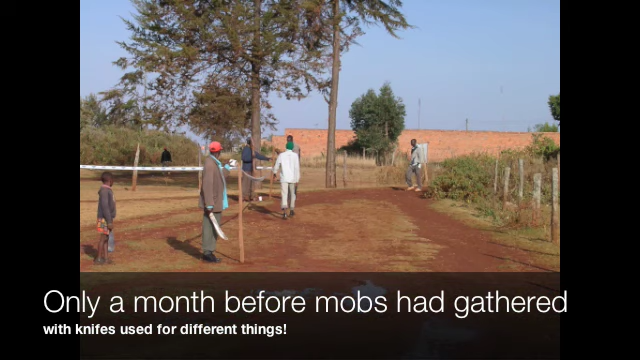 Only a month before mobs had gathered
with knifes used for different things!